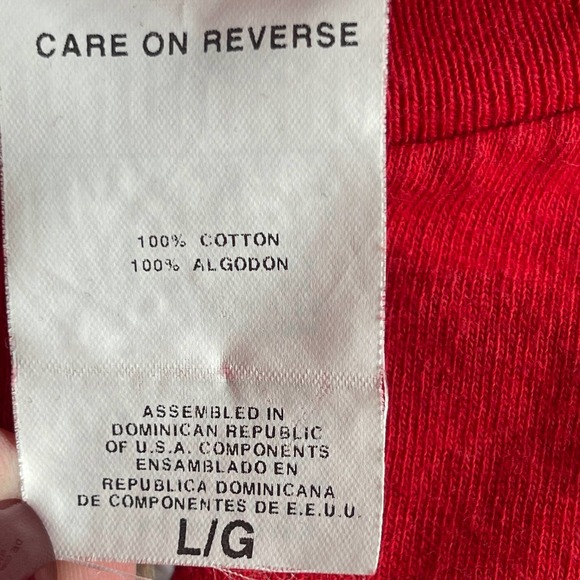 CARE ON REVERSE
100% COTTON
100% ALGODON
ASSEMBLED IN
DOMINICAN REPUBLIC
OF U.S.A. COMPONENTS
ENSAMBLADO EN
REPUBLICA DOMINICANA
DE COMPONENTES DE E.E.U.U.
L/G